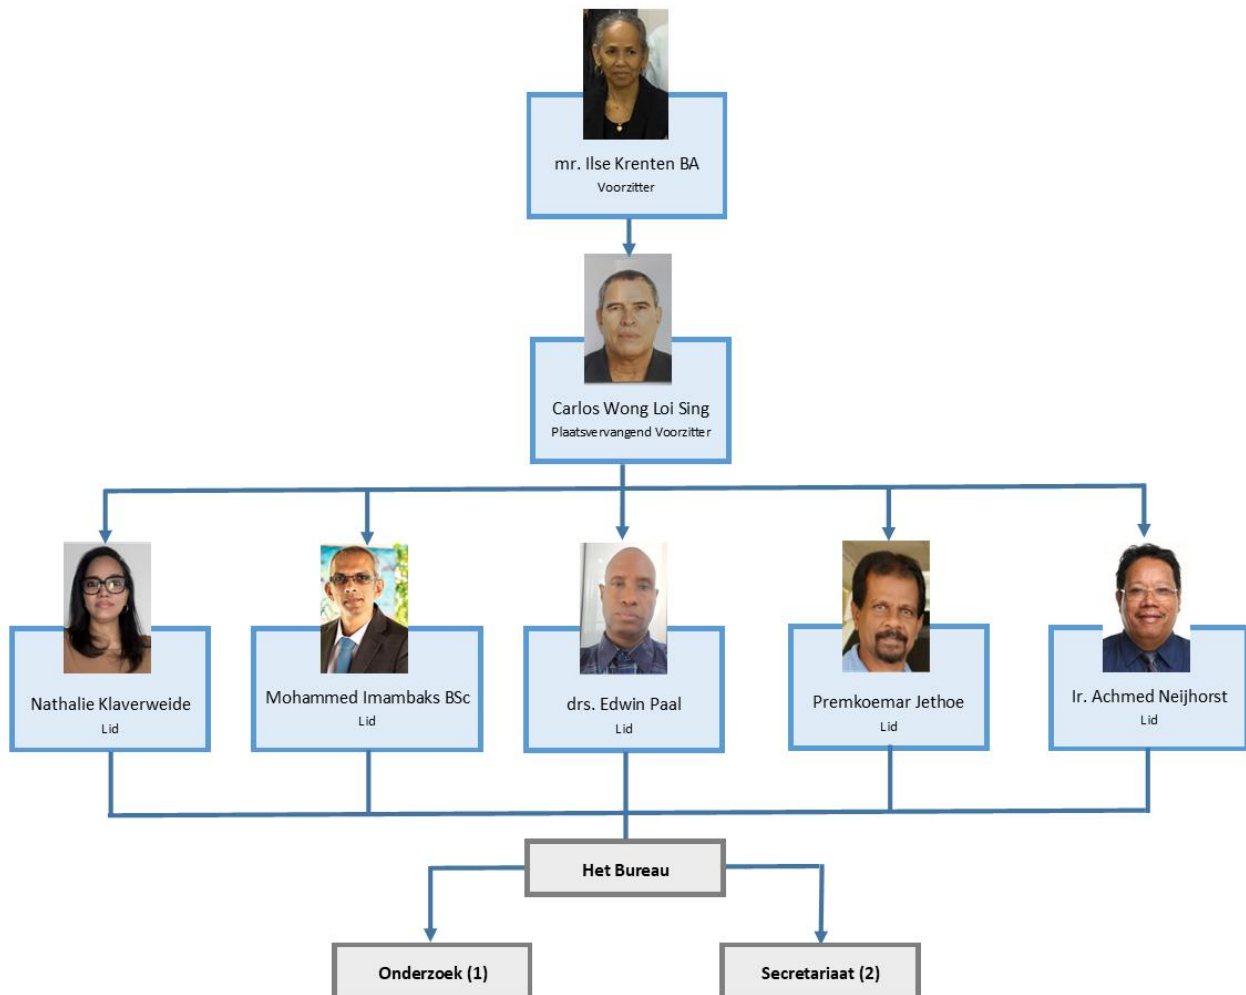 mr. Ilse Krenten BA
Voorzitter
Carlos Wong Loi Sing
Plaatsvervangend Voorzitter
Nathalie Klaverweide
Lid
Mohammed Imambaks BSc
Lid
drs. Edwin Paal
Lid
Premkoemar Jethoe
Lid
Ir. Achmed Neijhorst
Lid
Het Bureau
Onderzoek (1)
Secretariaat (2)